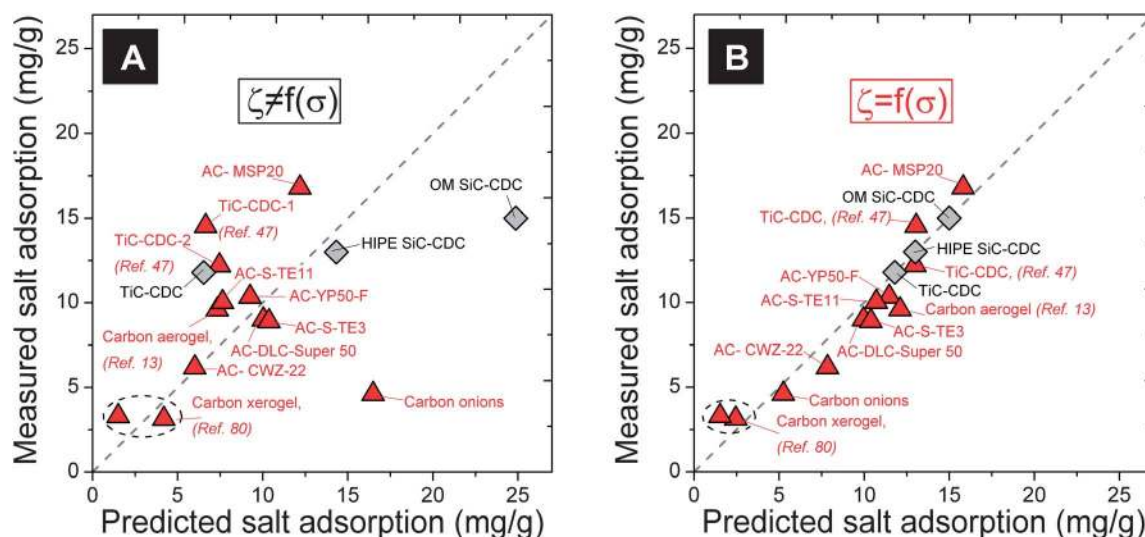 A
ζ≠f(σ)
Measured salt adsorption (mg/g)
25
20
15
10
5
0
AC- MSP20
OM SiC-CDC
TiC-CDC-1
(Ref. 47)
TiC-CDC-2
(Ref. 47)
HIPE SiC-CDC
TiC-CDC
AC-S-TE11
AC-YP50-F
Carbon
aerogel,
(Ref. 13)
AC-S-TE3
AC-DLC-Super 50
AC- CWZ-22
Carbon onions
Carbon xerogel,
(Ref. 80)
0 5 10 15 20 25
Predicted salt adsorption (mg/g)
B
ζ=f(σ)
Measured salt adsorption (mg/g)
25
20
15
10
5
0
AC- MSP20
OM SiC-CDC
TiC-CDC, (Ref. 47)
HIPE SiC-CDC
TiC-CDC, (Ref. 47)
AC-YP50-F
TiC-CDC
AC-S-TE11
Carbon aerogel (Ref. 13)
AC-S-TE3
AC-DLC-Super 50
AC- CWZ-22
Carbon onions
Carbon xerogel,
(Ref. 80)
0 5 10 15 20 25
Predicted salt adsorption (mg/g)